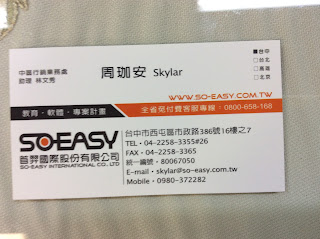 中區行銷業務處
助理 林文秀
周珈安 Skylar
■台中
□台北
□高雄
□北京
WWW.SO-EASY.COM.TW
教育・軟體・專案計畫
全省免付費客服專線：0800-658-168
SO-EASY
首羿國際股份有限公司
SO-EASY INTERNATIONAL CO., LTD
台中市西屯區市政路386號16樓之7
TEL・04-2258-3355#26
FAX・04-2258-3365
統一編號・80067050
E-mail・skylar@so-easy.com.tw
Mobile・0980-372282